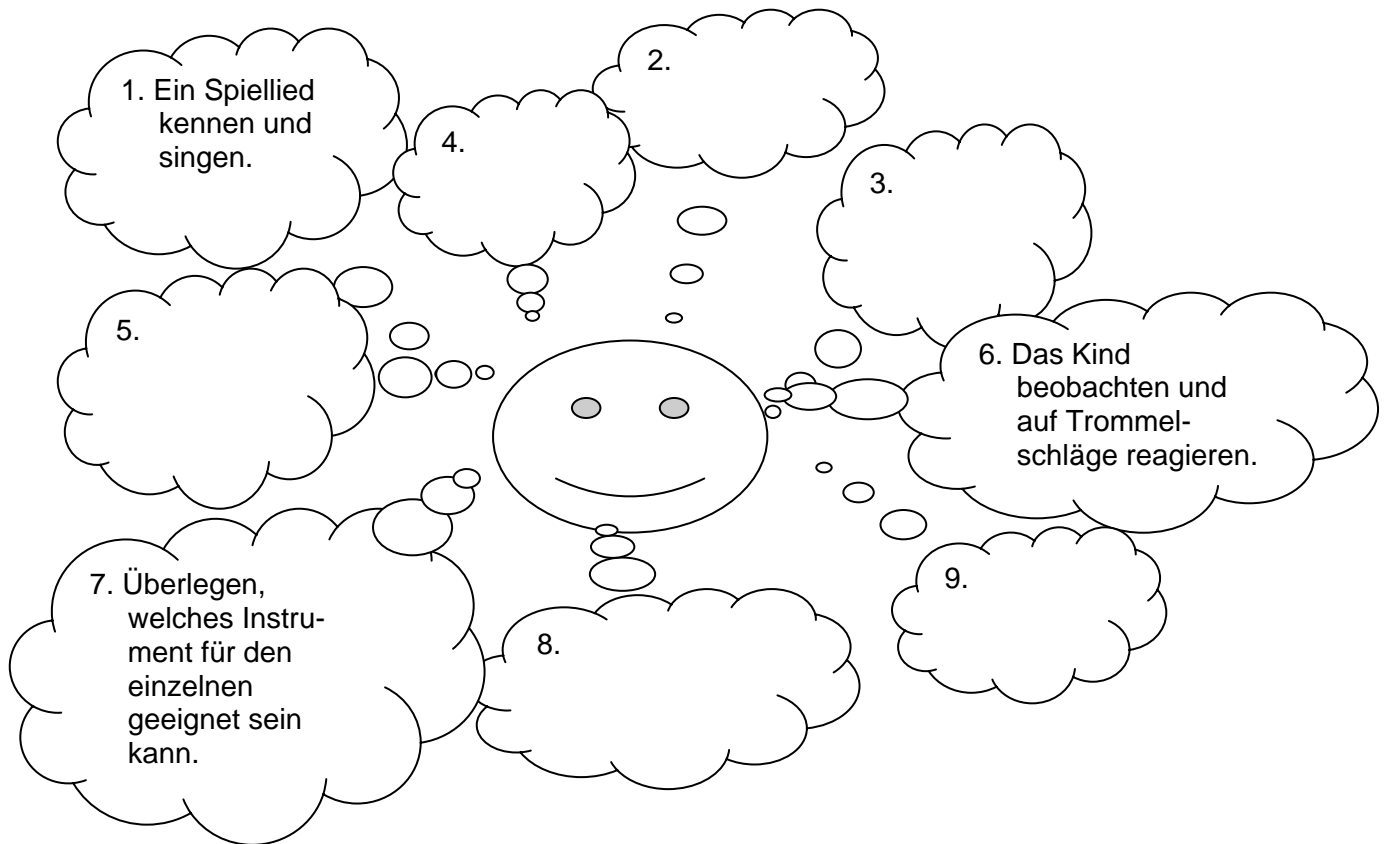 1. Ein Spiellied
kennen und
singen.
2.
3.
4.
5.
6. Das Kind
beobachten und
auf Trommel-
schläge reagieren.
7. Überlegen,
welches Instru-
ment für den
einzelnen
geeignet sein
kann.
8.
9.